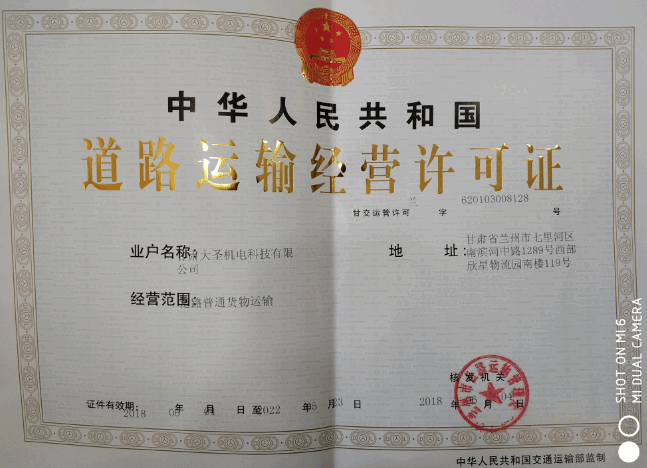 中华人民共和国
道路运输经营许可证
甘交运管许可 兰 字 620103008128 号
业户名称：大圣机电科技有限
公司
地 址：甘肃省兰州市七里河区
南滨河中路1289号西部
欣星物流园南楼119号
经营范围：道路普通货物运输
核发机关
证件有效期：2018 年 月 日 至2022 年 5 月 3 日
2018 年 月 04 日
中华人民共和国交通运输部监制
SHOT ON MI 6
MI DUAL CAMERA